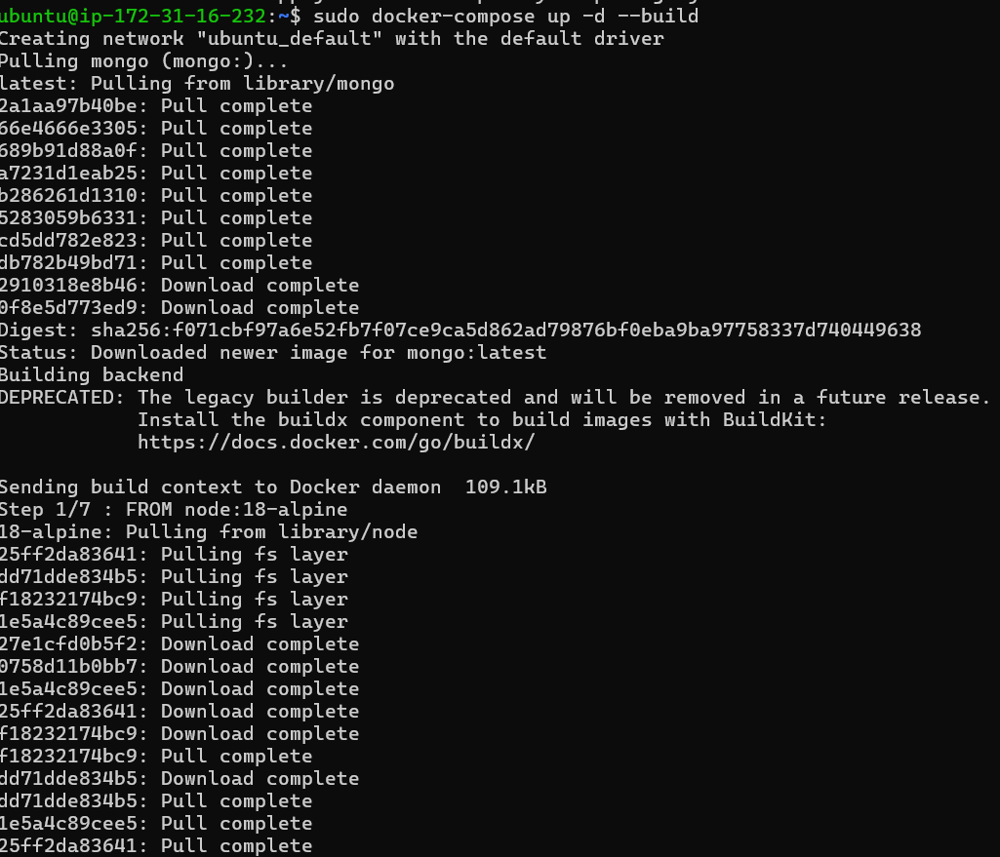 ubuntu@ip-172-31-16-232:~$ sudo docker-compose up -d --build
Creating network "ubuntu_default" with the default driver
Pulling mongo (mongo:)...
latest: Pulling from library/mongo
2a1aa97b40be: Pull complete
66e4666e3305: Pull complete
689b91d88a0f: Pull complete
a7231d1eab25: Pull complete
b286261d1310: Pull complete
5283059b6331: Pull complete
cd5dd782e823: Pull complete
db782b49bd71: Pull complete
2910318e8b46: Download complete
0f8e5d773ed9: Download complete
Digest: sha256:f071cbf97a6e52fb7f07ce9ca5d862ad79876bf0eba9ba97758337d740449638
Status: Downloaded newer image for mongo:latest
Building backend
DEPRECATED: The legacy builder is deprecated and will be removed in a future release.
            Install the buildx component to build images with BuildKit:
            https://docs.docker.com/go/buildx/
Sending build context to Docker daemon  109.1kB
Step 1/7 : FROM node:18-alpine
18-alpine: Pulling from library/node
25ff2da83641: Pulling fs layer
dd71dde834b5: Pulling fs layer
f18232174bc9: Pulling fs layer
1e5a4c89cee5: Pulling fs layer
27e1cfd0b5f2: Download complete
0758d11b0bb7: Download complete
1e5a4c89cee5: Download complete
25ff2da83641: Download complete
f18232174bc9: Download complete
f18232174bc9: Pull complete
dd71dde834b5: Download complete
dd71dde834b5: Pull complete
1e5a4c89cee5: Pull complete
25ff2da83641: Pull complete